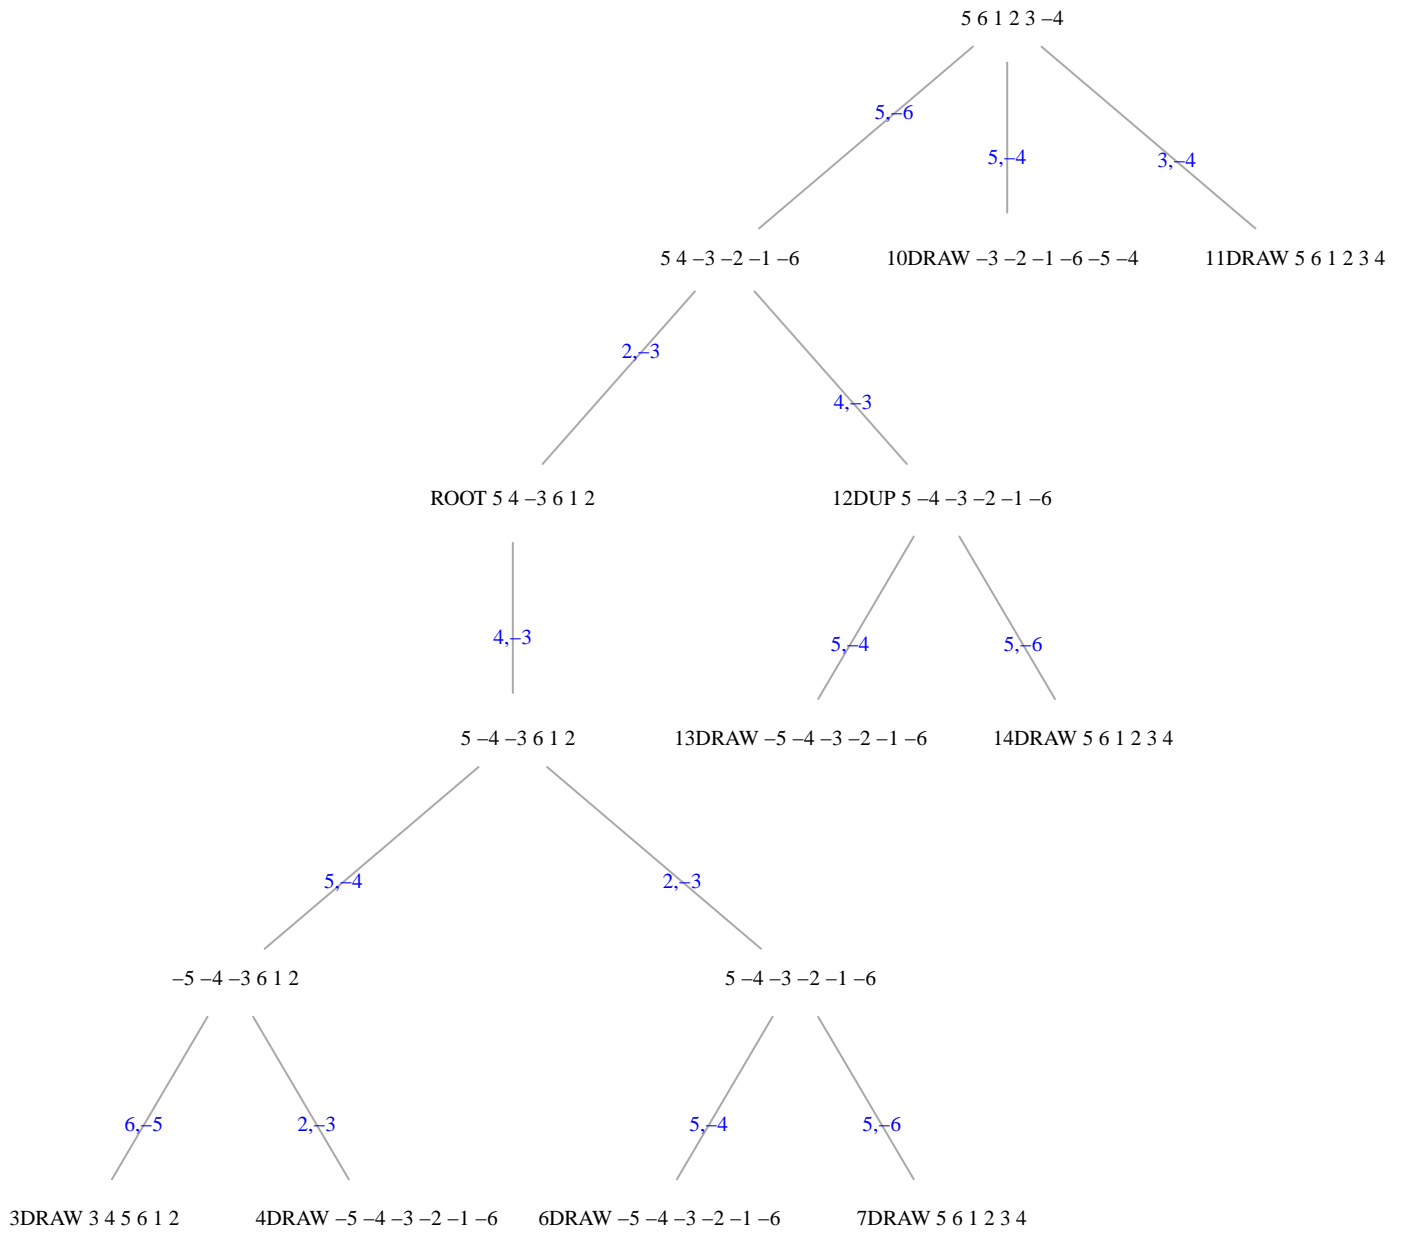 5 6 1 2 3 –4
5,–6
5,–4
3,–4
5 4 –3 –2 –1 –6
10DRAW –3 –2 –1 –6 –5 –4
11DRAW 5 6 1 2 3 4
2,–3
4,–3
ROOT 5 4 –3 6 1 2
12DUP 5 –4 –3 –2 –1 –6
4,–3
5,–4
5,–6
5 –4 –3 6 1 2
13DRAW –5 –4 –3 –2 –1 –6
14DRAW 5 6 1 2 3 4
5,–4
2,–3
–5 –4 –3 6 1 2
5 –4 –3 –2 –1 –6
6,–5
2,–3
5,–4
5,–6
3DRAW 3 4 5 6 1 2
4DRAW –5 –4 –3 –2 –1 –6
6DRAW –5 –4 –3 –2 –1 –6
7DRAW 5 6 1 2 3 4